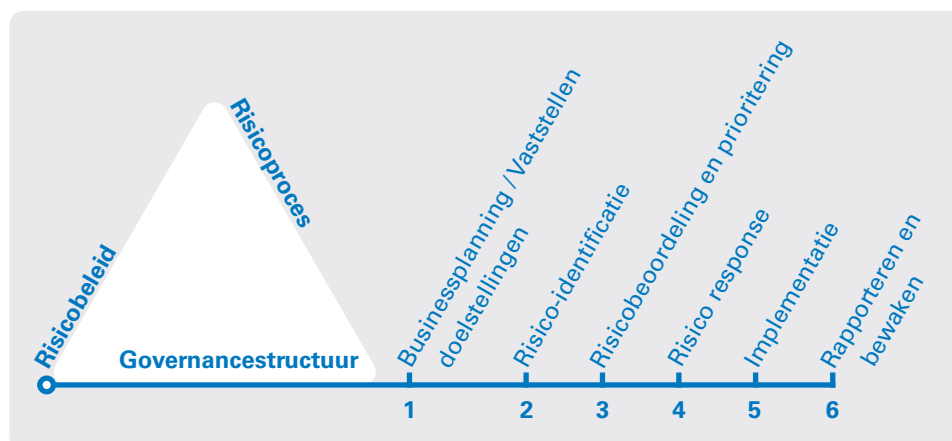 Risicobeleid
Risicoproces
Governancestructuur
Businessplanning / Vaststellen
doelstellingen
Risico-identificatie
Risicobeoordeling en prioritering
Risico response
Implementatie
Rapporteren en
bewaken
1
2
3
4
5
6